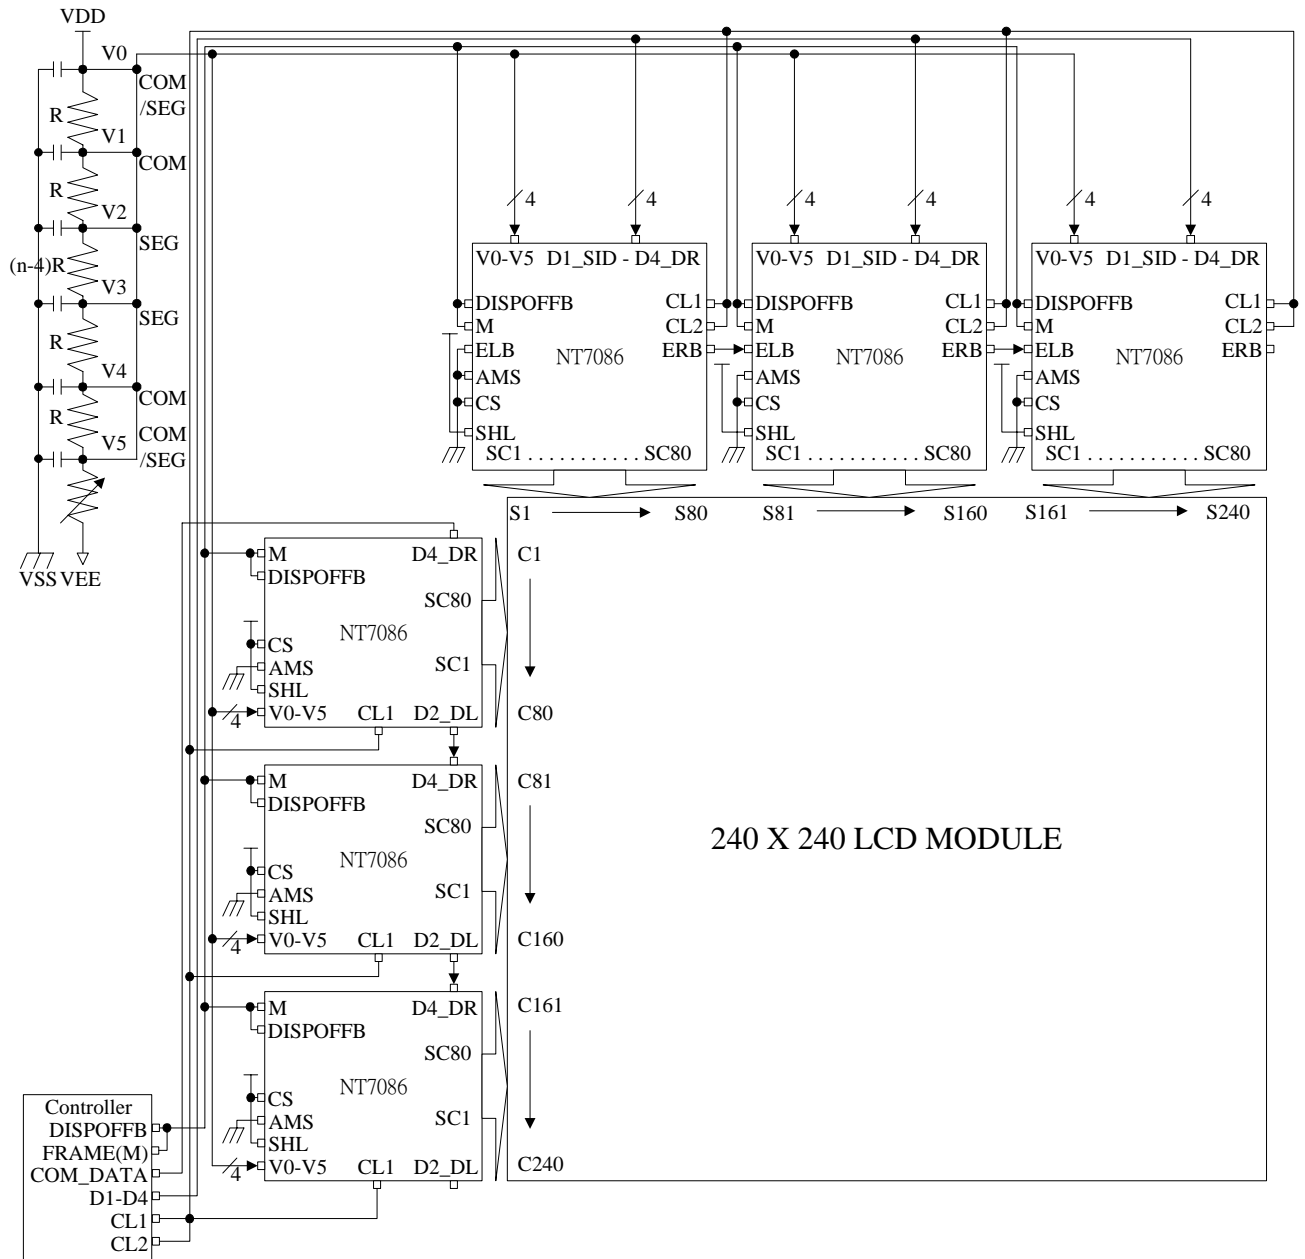 VDD
V0
COM
/SEG
R
V1
COM
R
V2
SEG
(n-4)R
V3
SEG
R
V4
COM
R
V5
COM
/SEG
VSS VEE
4 4 4 4 4 4
V0-V5 D1_SID - D4_DR
DISPOFFB CL1
M CL2
ELB NT7086 ERB
AMS
CS
SHL
SC1 . . . . . . . . . . . SC80
V0-V5 D1_SID - D4_DR
DISPOFFB CL1
M CL2
ELB NT7086 ERB
AMS
CS
SHL
SC1 . . . . . . . . . . . SC80
V0-V5 D1_SID - D4_DR
DISPOFFB CL1
M CL2
ELB NT7086 ERB
AMS
CS
SHL
SC1 . . . . . . . . . . . SC80
S1 S80 S81 S160 S161 S240
M D4_DR
DISPOFFB
SC80
NT7086
CS
AMS SC1
SHL
4 V0-V5 CL1 D2_DL
C1
C80
M D4_DR
DISPOFFB
SC80
NT7086
CS
AMS SC1
SHL
4 V0-V5 CL1 D2_DL
C81
C160
240 X 240 LCD MODULE
M D4_DR
DISPOFFB
SC80
NT7086
CS
AMS SC1
SHL
4 V0-V5 CL1 D2_DL
C161
C240
Controller
DISPOFFB
FRAME(M)
COM_DATA
D1-D4
CL1
CL2